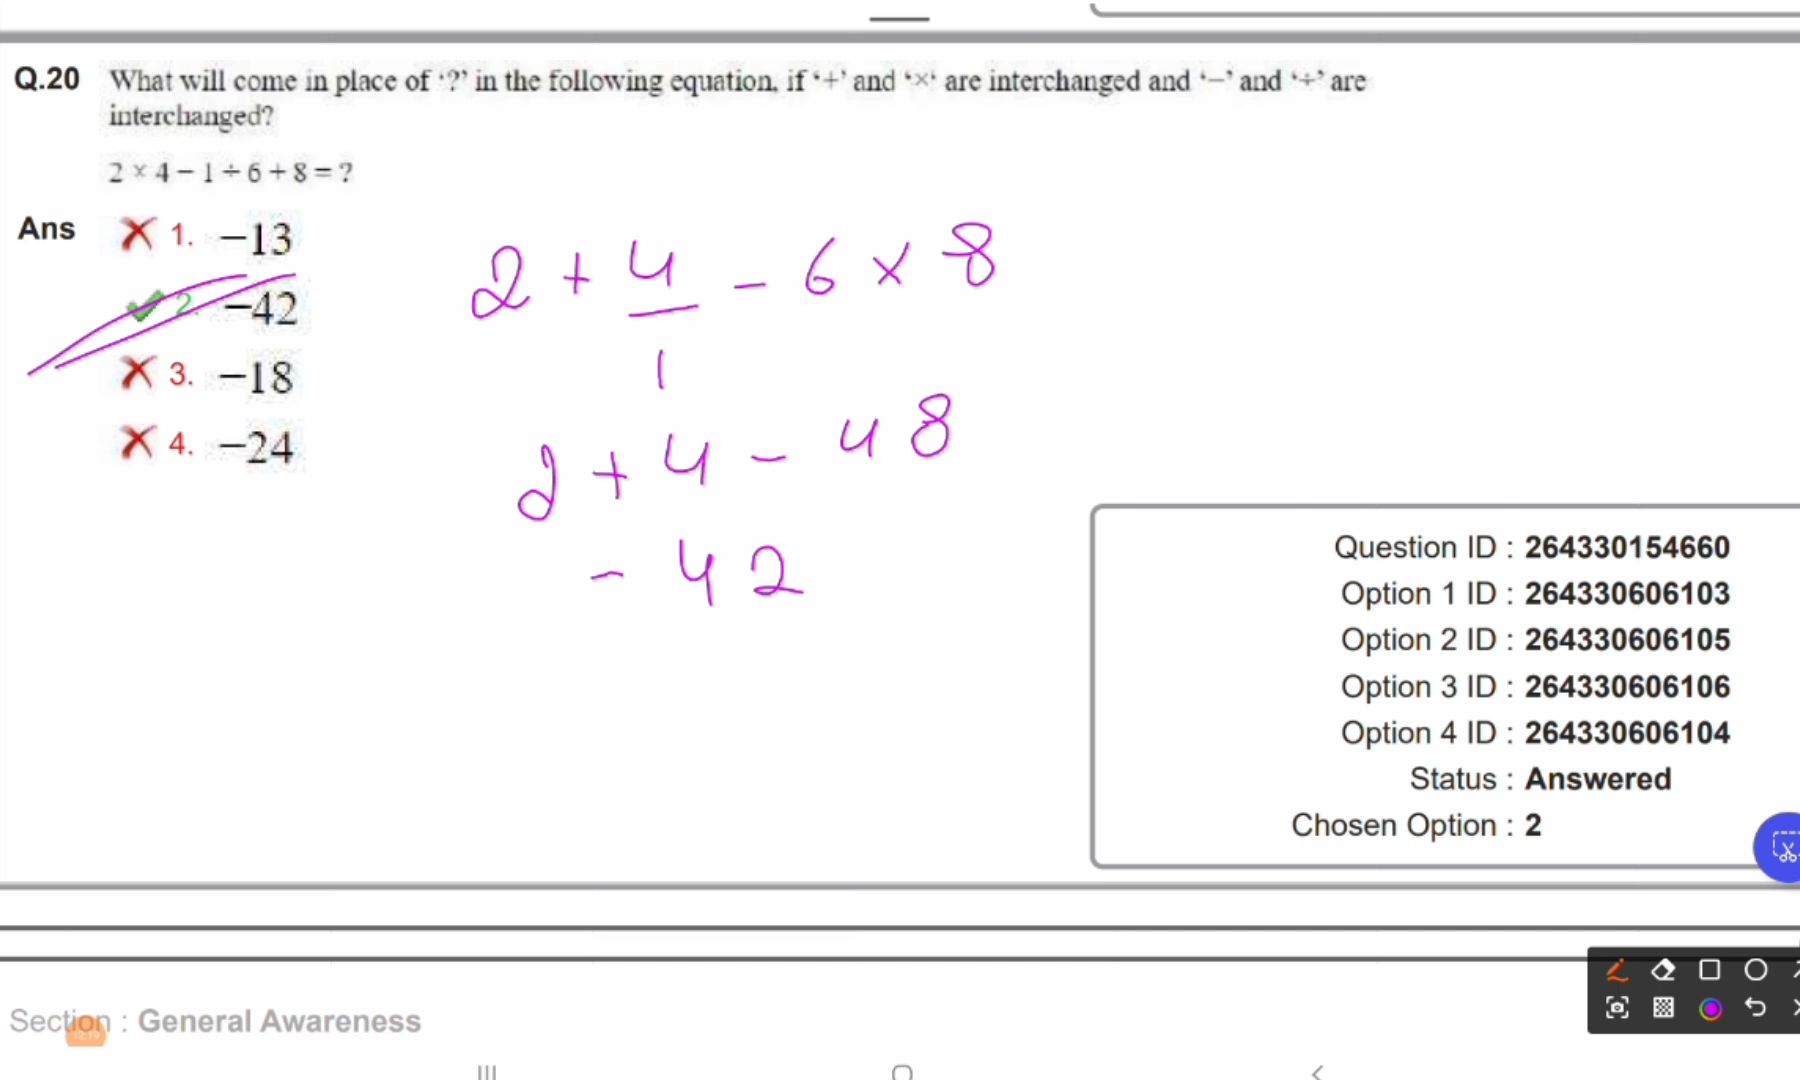 Q.20 What will come in place of ‘?’ in the following equation, if ‘+’ and ‘×‘ are interchanged and ‘−’ and ‘÷’ are
interchanged?
2 × 4 − 1 ÷ 6 + 8 = ?
Ans 1. −13
2. −42
3. −18
4. −24
2 + 4/1 - 6 × 8
2 + 4 - 48
- 42
Question ID : 264330154660
Option 1 ID : 264330606103
Option 2 ID : 264330606105
Option 3 ID : 264330606106
Option 4 ID : 264330606104
Status : Answered
Chosen Option : 2
Section : General Awareness
12:19